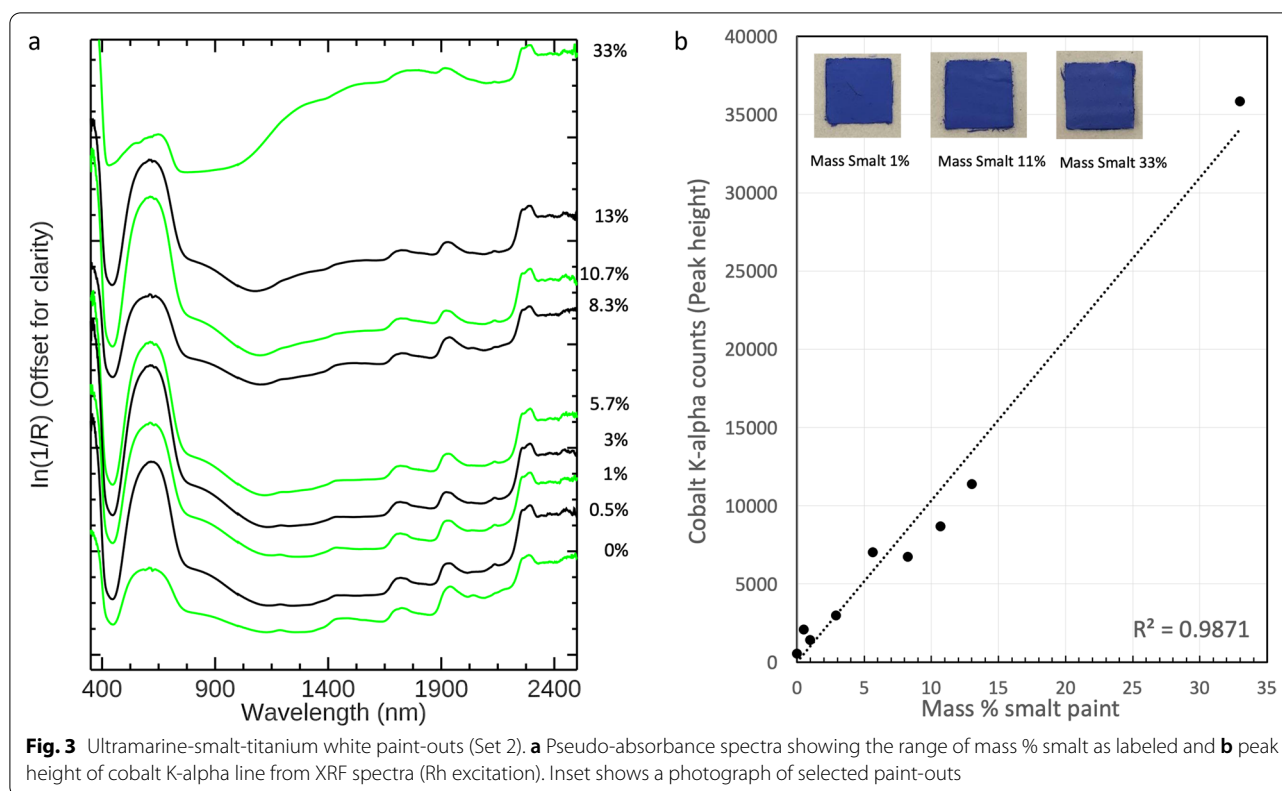 a
ln(1/R) (Offset for clarity)
33%
13%
10.7%
8.3%
5.7%
3%
1%
0.5%
0%
400 900 1400 1900 2400
Wavelength (nm)
b
Cobalt K-alpha counts (Peak height)
40000
35000
30000
25000
20000
15000
10000
5000
0
Mass Smalt 1% Mass Smalt 11% Mass Smalt 33%
R² = 0.9871
0 5 10 15 20 25 30 35
Mass % smalt paint
Fig. 3 Ultramarine-smalt-titanium white paint-outs (Set 2). a Pseudo-absorbance spectra showing the range of mass % smalt as labeled and b peak
height of cobalt K-alpha line from XRF spectra (Rh excitation). Inset shows a photograph of selected paint-outs